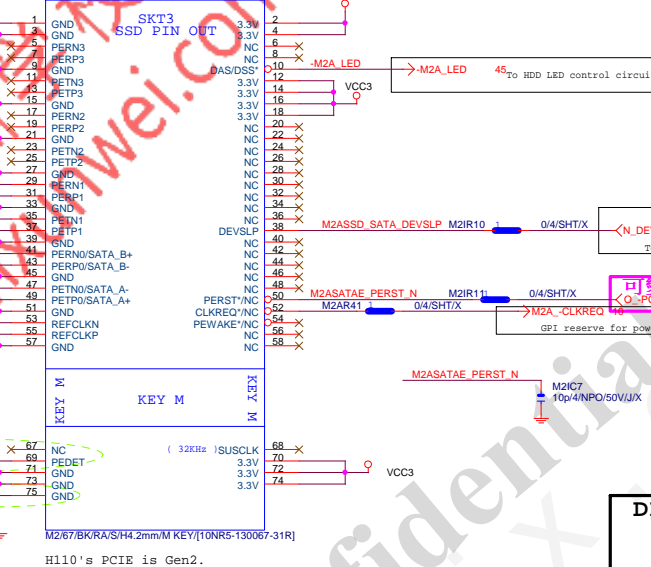 SKT3
SSD PIN OUT
1 GND 3.3V 2
3 GND 3.3V 4
5 PERN3 NC 6
7 PERP3 NC 8
9 GND DAS/DSS* 10 -M2A_LED -M2A_LED 45 To HDD LED control circui
11 PETN3 3.3V 12
13 PETP3 3.3V 14 VCC3
15 GND 3.3V 16
17 PERN2 3.3V 18
19 PERP2 NC 20
21 GND NC 22
23 PETN2 NC 24
25 PETP2 NC 26
27 GND NC 28
29 PERN1 NC 30
31 PERP1 NC 32
33 GND NC 34
35 PETN1 NC 36
37 PETP1 DEVSLP 38 M2ASSD_SATA_DEVSLP M2IR10 1 0/4/SHT/X N_DEV
39 GND NC 40
41 PERN0/SATA_B+ NC 42
43 PERP0/SATA_B- NC 44
45 GND NC 46
47 PETN0/SATA_A- NC 48
49 PETP0/SATA_A+ PERST*/NC 50 M2ASATAE_PERST_N M2IR11 1 0/4/SHT/X
51 GND CLKREQ*/NC 52 M2AR41 1 0/4/SHT/X M2A_-CLKREQ 10
53 REFCLKN PEWAKE*/NC 54
55 REFCLKP NC 56
57 GND NC 58
GPI reserve for pow
M2ASATAE_PERST_N
M2IC7
10p/4/NPO/50V/J/X
KEY M KEY M KEY M
67 NC ( 32KHz ) SUSCLK 68
69 PEDET 3.3V 70
71 GND 3.3V 72 VCC3
73 GND 3.3V 74
75 GND
M2/67/BK/RA/S/H4.2mm/M KEY/[10NR5-130067-31R]
H110's PCIE is Gen2.